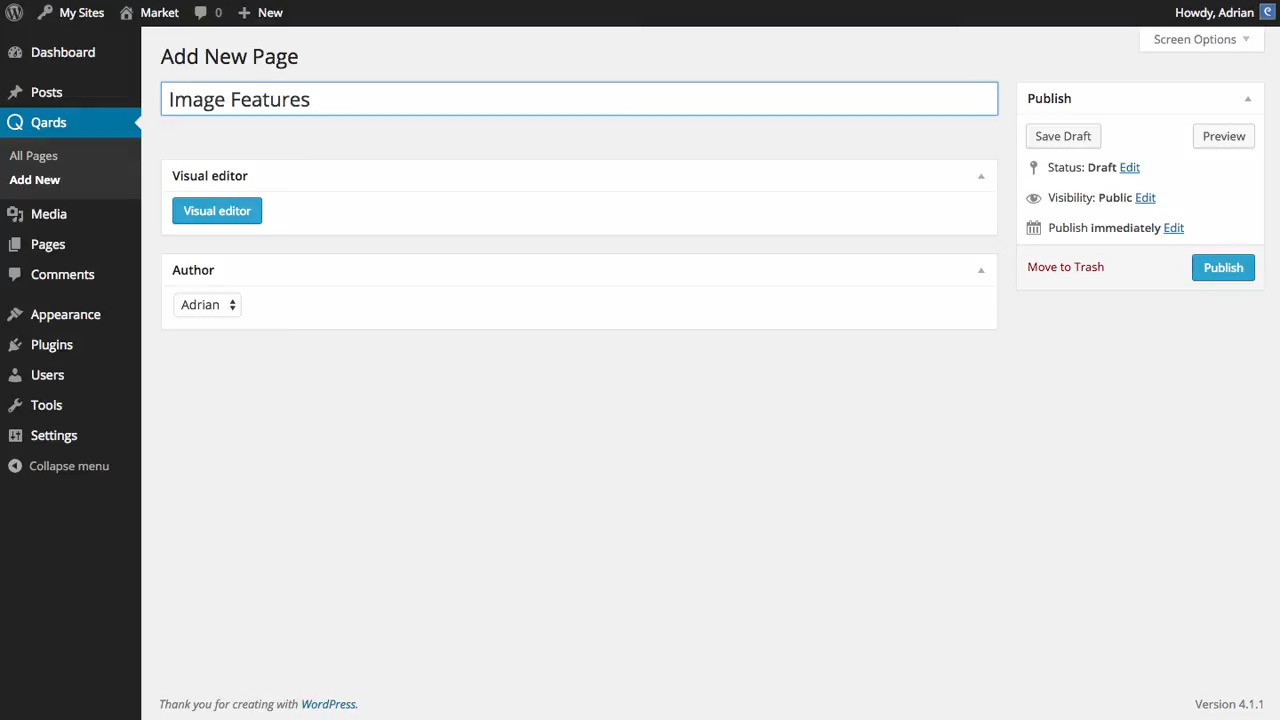 My Sites Market 0 New Howdy, Adrian
Dashboard
Posts
Qards
All Pages
Add New
Media
Pages
Comments
Appearance
Plugins
Users
Tools
Settings
Collapse menu
Screen Options
Add New Page
Image Features
Visual editor
Visual editor
Author
Adrian
Publish
Save Draft Preview
Status: Draft Edit
Visibility: Public Edit
Publish immediately Edit
Move to Trash Publish
Thank you for creating with WordPress. Version 4.1.1